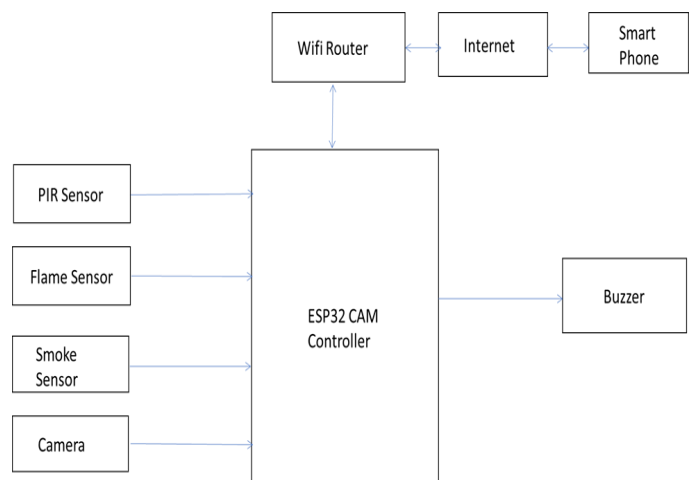 Wifi Router
Internet
Smart
Phone
PIR Sensor
Flame Sensor
Smoke
Sensor
Camera
ESP32 CAM
Controller
Buzzer